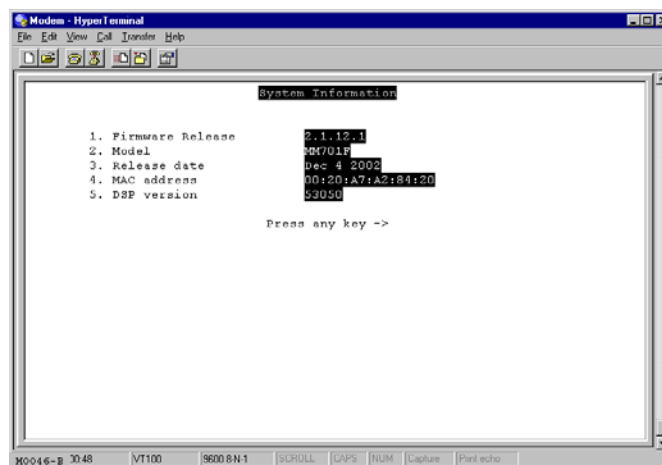 Modem - HyperTerminal
File Edit View Call Transfer Help
System Information
1. Firmware Release 2.1.12.1
2. Model MM701F
3. Release date Dec 4 2002
4. MAC address 00:20:A7:A2:84:20
5. DSP version 53050
Press any key ->
M0046-B 30:48 VT100 9600 8-N-1 SCROLL CAPS NUM Capture Print echo